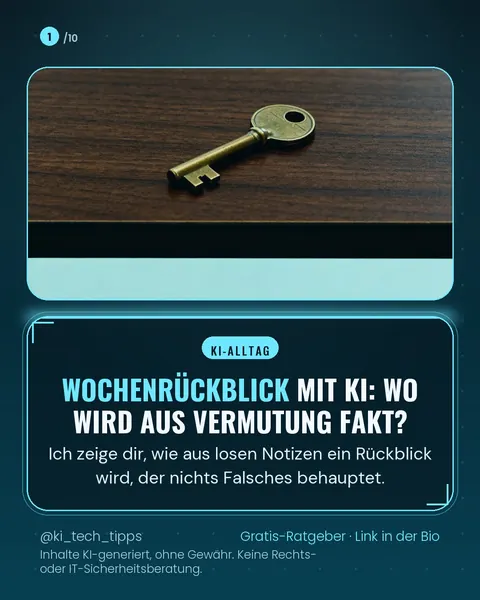 1 /10
KI-ALLTAG
WOCHENRÜCKBLICK MIT KI: WO
WIRD AUS VERMUTUNG FAKT?
Ich zeige dir, wie aus losen Notizen ein Rückblick
wird, der nichts Falsches behauptet.
@ki_tech_tipps
Gratis-Ratgeber · Link in der Bio
Inhalte KI-generiert, ohne Gewähr. Keine Rechts-
oder IT-Sicherheitsberatung.